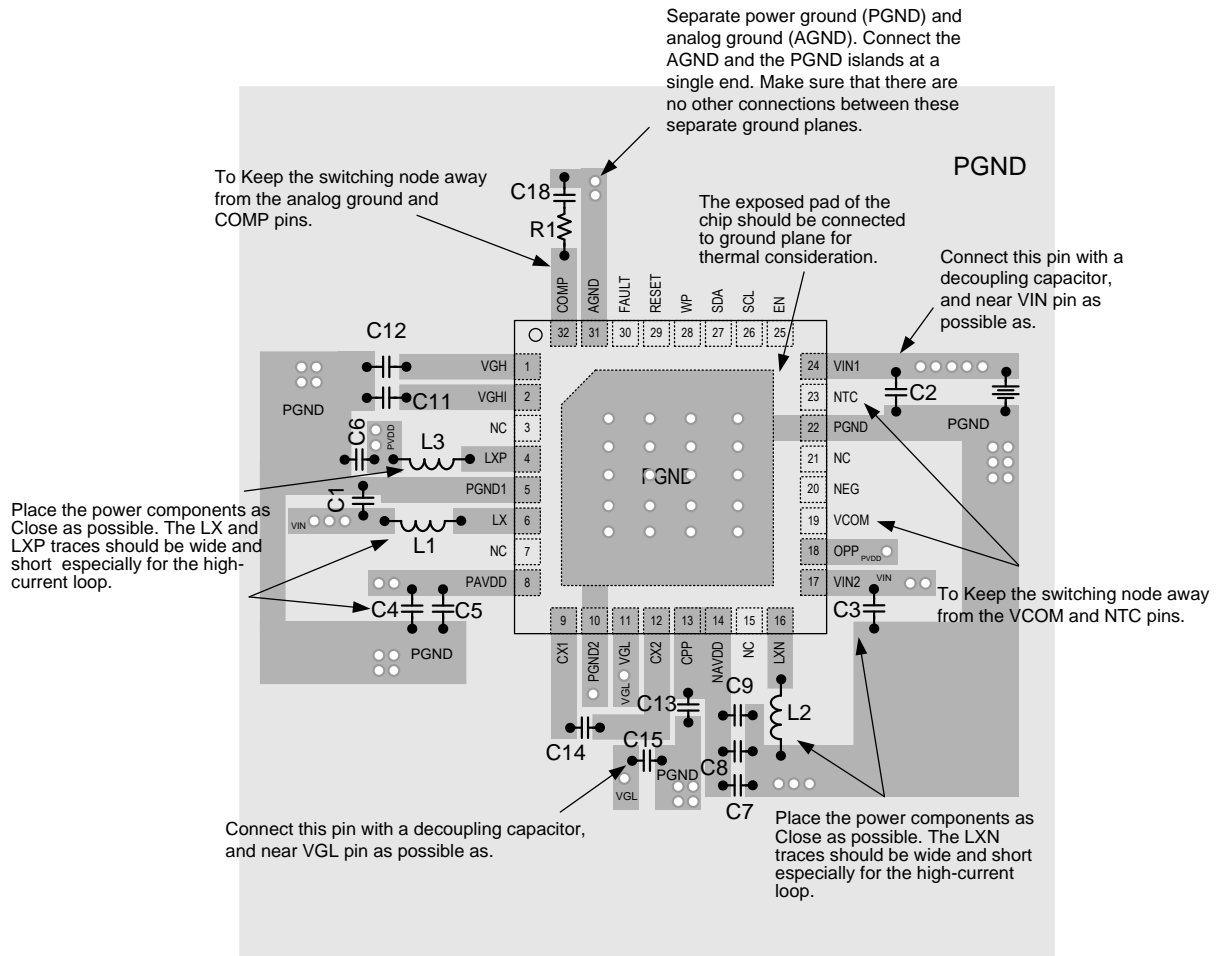 Separate power ground (PGND) and
analog ground (AGND). Connect the
AGND and the PGND islands at a
single end. Make sure that there are
no other connections between these
separate ground planes.
PGND
To Keep the switching node away
from the analog ground and
COMP pins.
C18
R1
The exposed pad of the
chip should be connected
to ground plane for
thermal consideration.
Connect this pin with a
decoupling capacitor,
and near VIN pin as
possible as.
COMP
AGND
FAULT
RESET
WP
SDA
SCL
EN
32
31
30
29
28
27
26
25
C12
VGH
1
24
VIN1
C11
VGHI
2
23
NTC
C2
PGND
NC
3
22
PGND
PGND
C6
PVDD
L3
LXP
4
21
NC
PGND
C1
PGND1
5
20
NEG
Place the power components as
Close as possible. The LX and
LXP traces should be wide and
short especially for the high-
current loop.
VIN
L1
LX
6
19
VCOM
NC
7
18
OPP
PVDD
PAVDD
8
17
VIN2
VIN
C4
C5
PGND
C3
To Keep the switching node away
from the VCOM and NTC pins.
9
10
11
12
13
14
15
16
CX1
PGND2
VGL
CX2
CPP
NAVDD
NC
LXN
VGL
C13
C9
L2
C14
C15
C8
PGND
VGL
C7
Connect this pin with a decoupling capacitor,
and near VGL pin as possible as.
Place the power components as
Close as possible. The LXN
traces should be wide and short
especially for the high-current
loop.